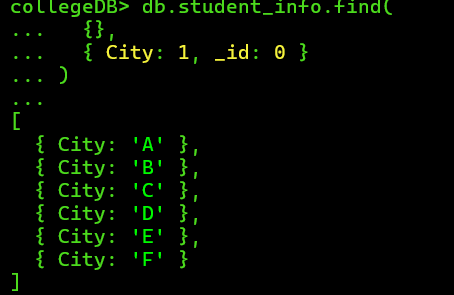 collegeDB> db.student_info.find(
...   {},
...   { City: 1, _id: 0 }
... )
...
[
  { City: 'A' },
  { City: 'B' },
  { City: 'C' },
  { City: 'D' },
  { City: 'E' },
  { City: 'F' }
]